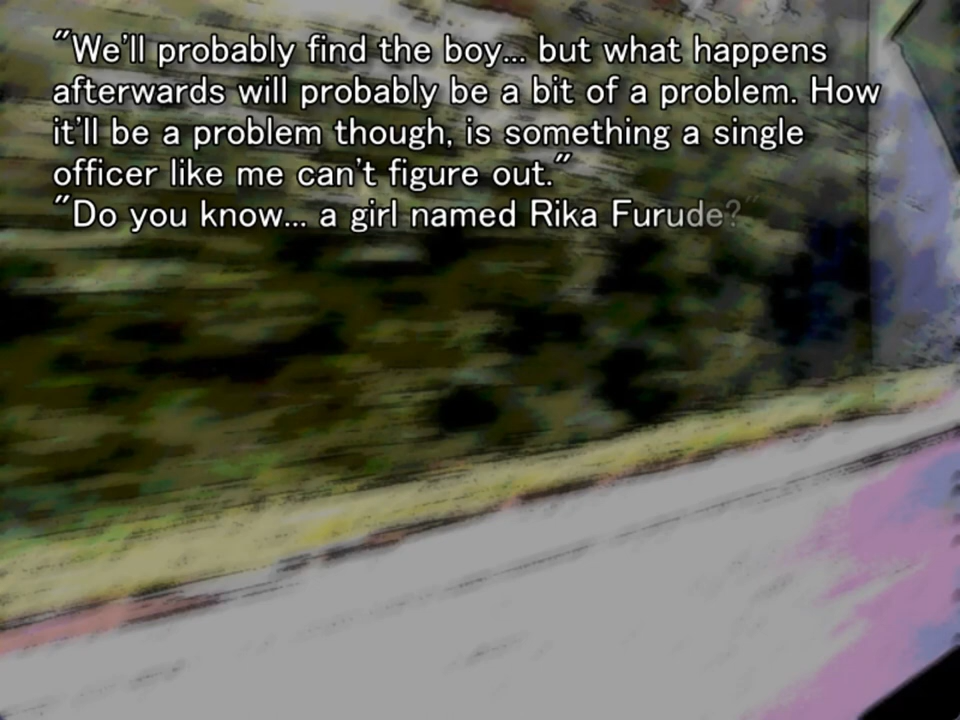 "We'll probably find the boy... but what happens
afterwards will probably be a bit of a problem. How
it'll be a problem though, is something a single
officer like me can't figure out."
"Do you know... a girl named Rika Furude?"